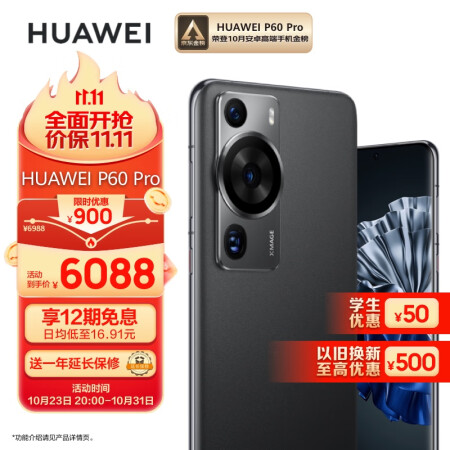 HUAWEI
京东金榜
HUAWEI P60 Pro
荣登10月安卓高端手机金榜
11.11
全面开抢
价保11.11
HUAWEI P60 Pro
限时优惠
¥900
¥6988
活动
到手价
¥6088
享12期免息
日均低至16.91元
送一年延长保修
活动时间
10月23日 20:00-10月31日
*功能介绍请见产品详情页。
XMAGE
学生
优惠
¥50
以旧换新
至高优惠
¥500